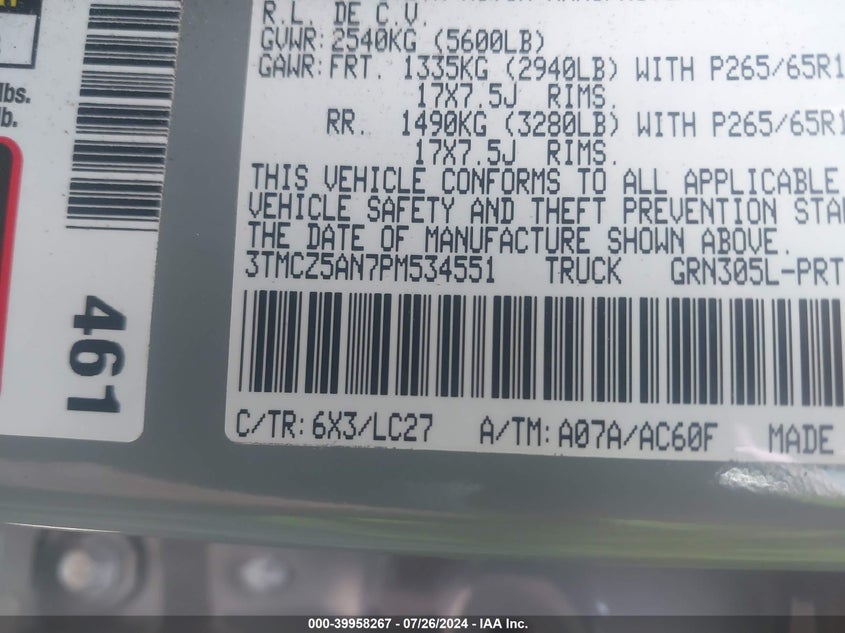 R.L. DE C.V.
GVWR: 2540KG (5600LB)
GAWR: FRT. 1335KG (2940LB) WITH P265/65R1
17X7.5J RIMS.
RR. 1490KG (3280LB) WITH P265/65R1
17X7.5J RIMS.
THIS VEHICLE CONFORMS TO ALL APPLICABLE
VEHICLE SAFETY AND THEFT PREVENTION STA
THE DATE OF MANUFACTURE SHOWN ABOVE.
3TMCZ5AN7PM534551 TRUCK GRN305L-PRT
C/TR: 6X3/LC27 A/TM: A07A/AC60F MADE
lbs.
lb.
461
000-39958267 - 07/26/2024 - IAA Inc.